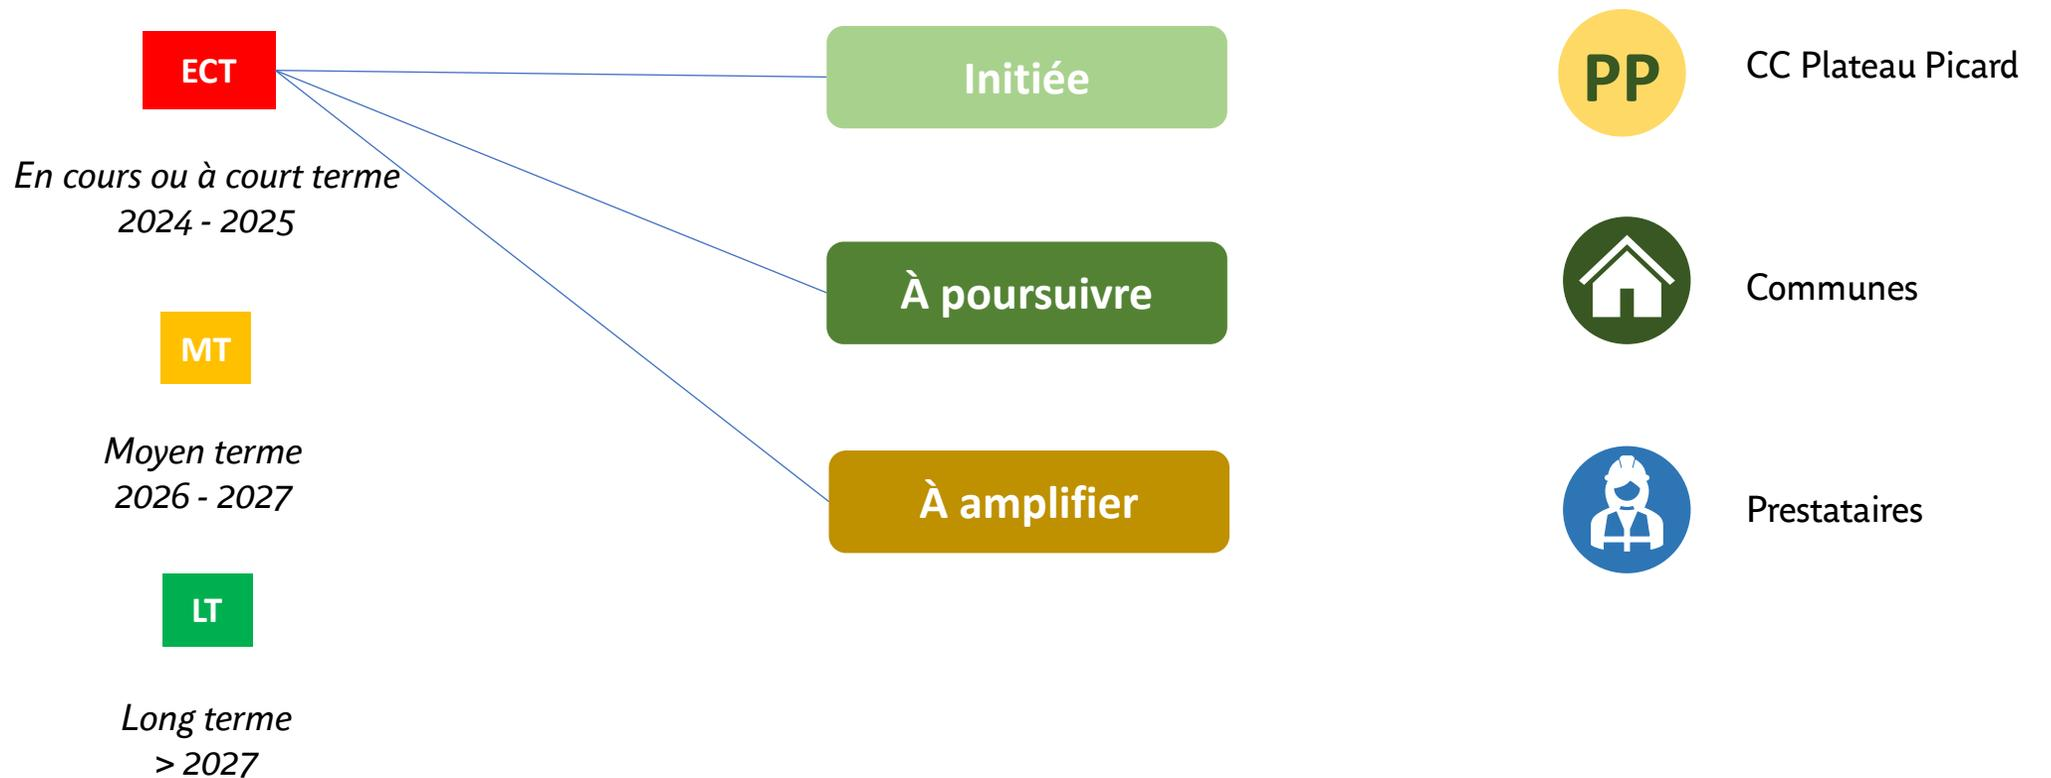 ECT
En cours ou à court terme
2024 - 2025
MT
Moyen terme
2026 - 2027
LT
Long terme
> 2027
Initiée
À poursuivre
À amplifier
PP
CC Plateau Picard
Communes
Prestataires